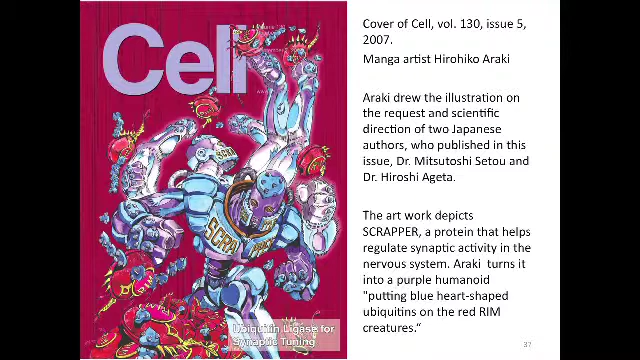 Cell
Cover of Cell, vol. 130, issue 5,
2007.
Manga artist Hirohiko Araki
Araki drew the illustration on
the request and scientific
direction of two Japanese
authors, who published in this
issue, Dr. Mitsutoshi Setou and
Dr. Hiroshi Ageta.
The art work depicts
SCRAPPER, a protein that helps
regulate synaptic activity in the
nervous system. Araki turns it
into a purple humanoid
"putting blue heart-shaped
ubiquitins on the red RIM
creatures.“
Ubiquitin Ligase for
Synaptic Tuning
37